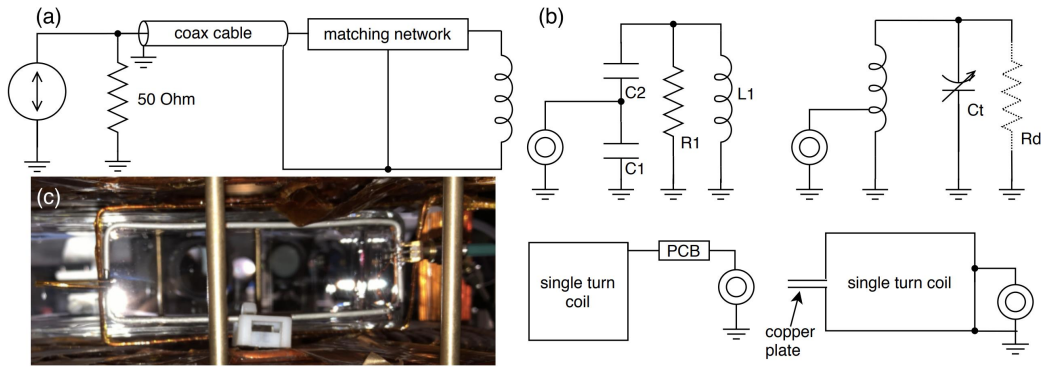 (a)
coax cable
matching network
50 Ohm
(b)
C2
R1
L1
C1
Ct
Rd
(c)
single turn
coil
PCB
single turn coil
copper
plate